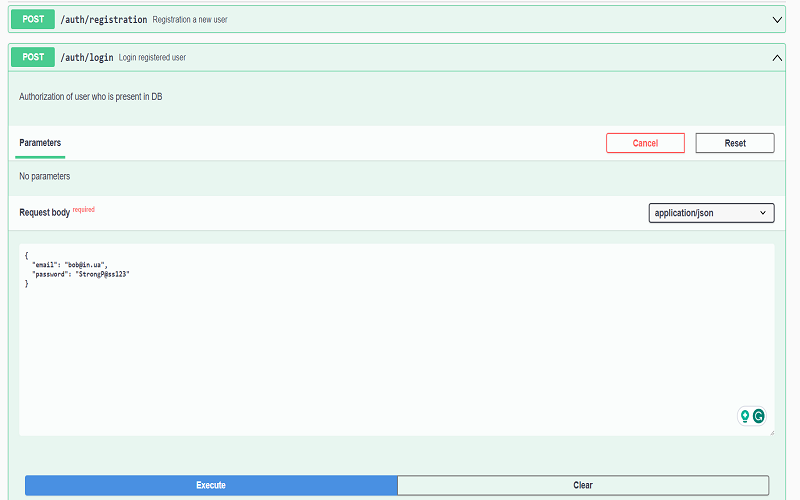 POST /auth/registration Registration a new user
POST /auth/login Login registered user
Authorization of user who is present in DB
Parameters Cancel Reset
No parameters
Request body required application/json
{
"email": "bob@in.ua",
"password": "StrongP@ss123"
}
G
Execute Clear